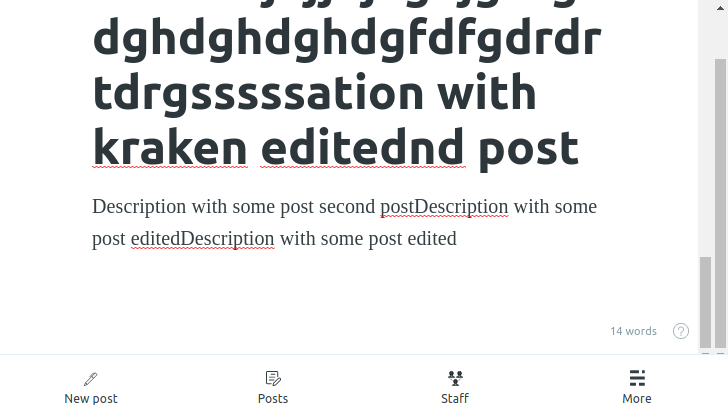 dghdghdghdgfdfgdrdr
tdrgsssssation with
kraken editednd post
Description with some post second postDescription with some
post editedDescription with some post edited
14 words
?
New post
Posts
Staff
More